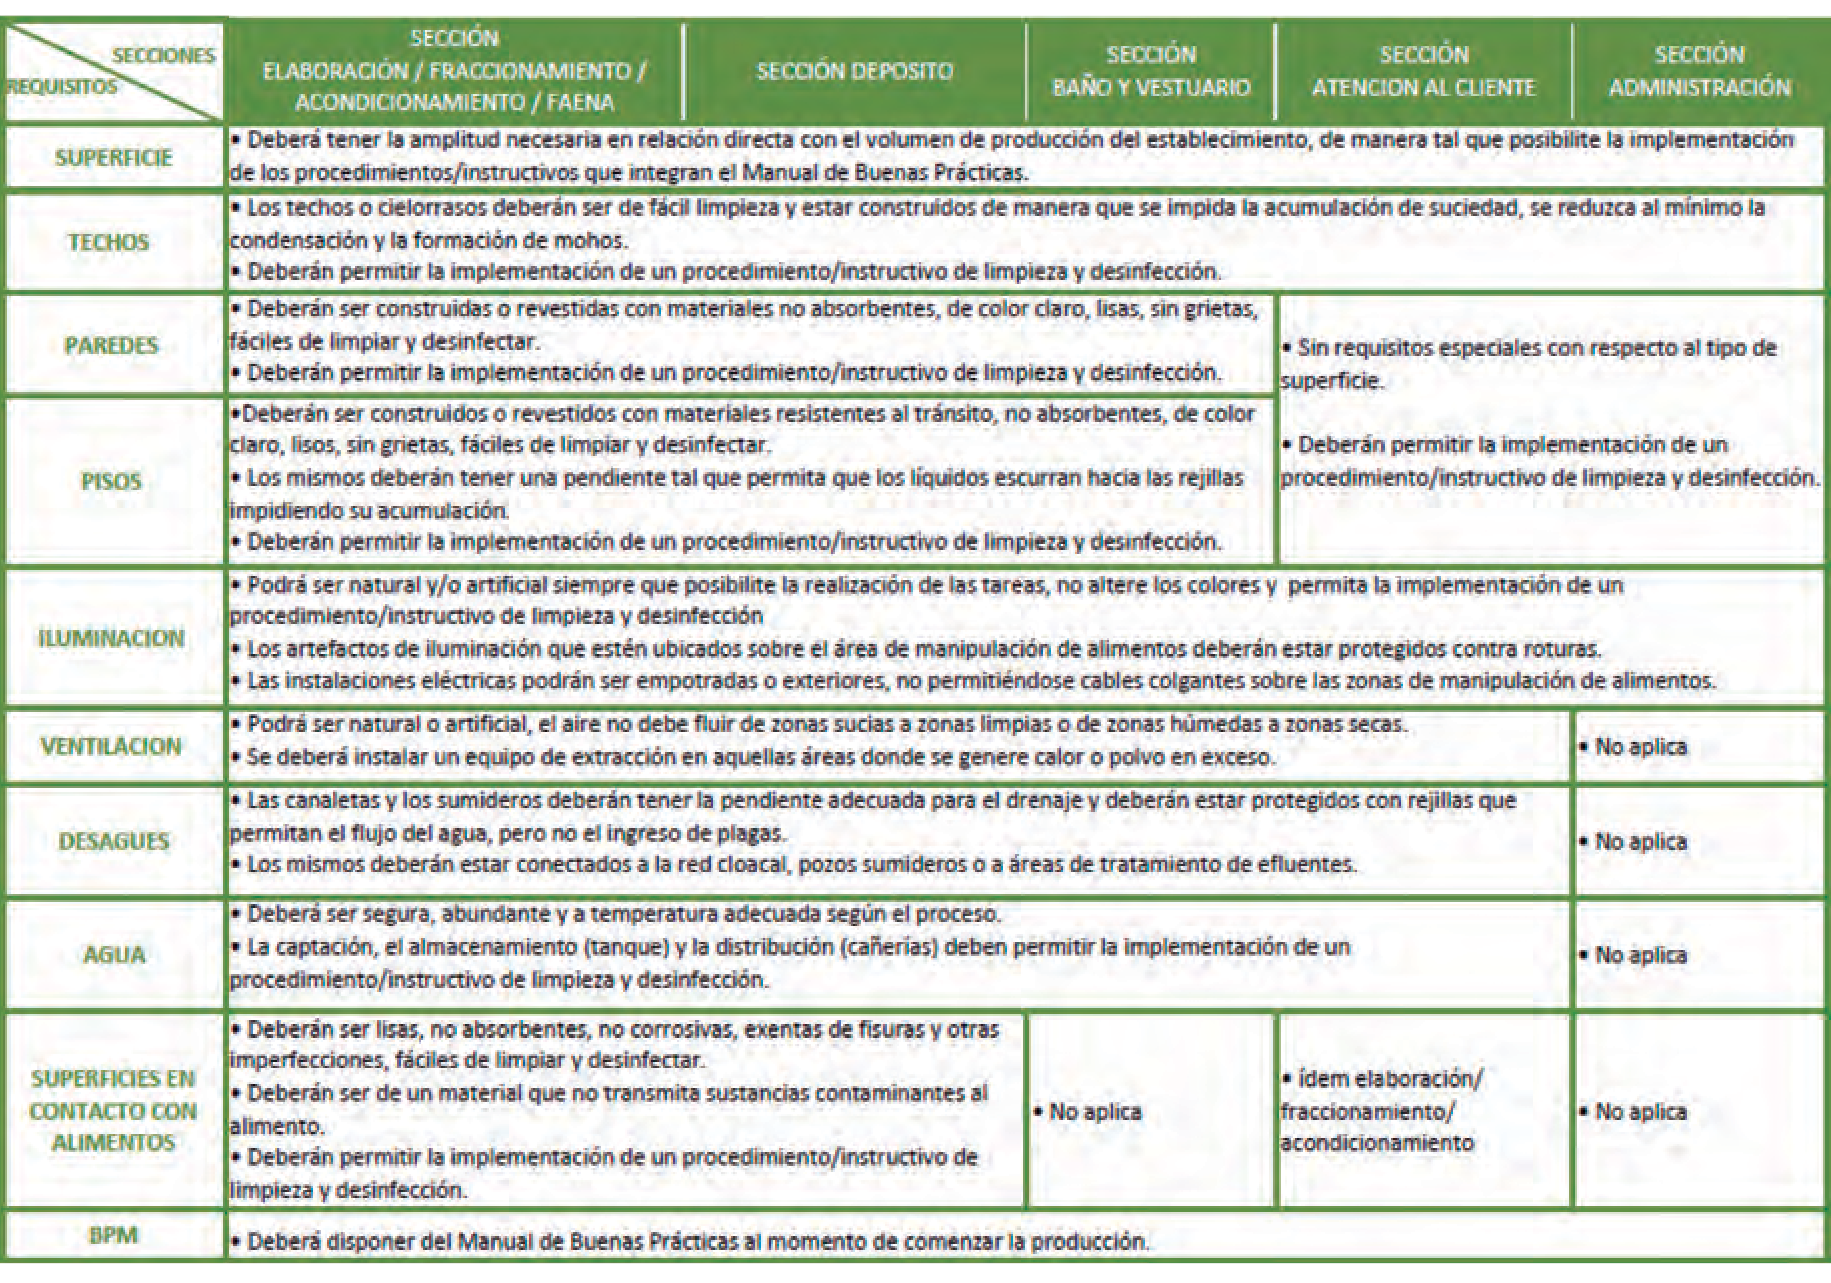 SECCIONES
REQUISITOS
SECCIÓN
ELABORACIÓN / FRACCIONAMIENTO /
ACONDICIONAMIENTO / FAENA
SECCIÓN DEPOSITO
SECCIÓN
BAÑO Y VESTUARIO
SECCIÓN
ATENCION AL CLIENTE
SECCIÓN
ADMINISTRACIÓN
SUPERFICIE
• Deberá tener la amplitud necesaria en relación directa con el volumen de producción del establecimiento, de manera tal que posibilite la implementación
de los procedimientos/instructivos que integran el Manual de Buenas Prácticas.
TECHOS
• Los techos o cielorrasos deberán ser de fácil limpieza y estar construidos de manera que se impida la acumulación de suciedad, se reduzca al mínimo la
condensación y la formación de mohos.
• Deberán permitir la implementación de un procedimiento/instructivo de limpieza y desinfección.
PAREDES
• Deberán ser construidas o revestidas con materiales no absorbentes, de color claro, lisas, sin grietas,
fáciles de limpiar y desinfectar.
• Deberán permitir la implementación de un procedimiento/instructivo de limpieza y desinfección.
• Sin requisitos especiales con respecto al tipo de
superficie.
• Deberán permitir la implementación de un
procedimiento/instructivo de limpieza y desinfección.
PISOS
•Deberán ser construidos o revestidos con materiales resistentes al tránsito, no absorbentes, de color
claro, lisos, sin grietas, fáciles de limpiar y desinfectar.
• Los mismos deberán tener una pendiente tal que permita que los líquidos escurran hacia las rejillas
impidiendo su acumulación.
• Deberán permitir la implementación de un procedimiento/instructivo de limpieza y desinfección.
ILUMINACION
• Podrá ser natural y/o artificial siempre que posibilite la realización de las tareas, no altere los colores y permita la implementación de un
procedimiento/instructivo de limpieza y desinfección
• Los artefactos de iluminación que estén ubicados sobre el área de manipulación de alimentos deberán estar protegidos contra roturas.
• Las instalaciones eléctricas podrán ser empotradas o exteriores, no permitiéndose cables colgantes sobre las zonas de manipulación de alimentos.
VENTILACION
• Podrá ser natural o artificial, el aire no debe fluir de zonas sucias a zonas limpias o de zonas húmedas a zonas secas.
• Se deberá instalar un equipo de extracción en aquellas áreas donde se genere calor o polvo en exceso.
• No aplica
DESAGUES
• Las canaletas y los sumideros deberán tener la pendiente adecuada para el drenaje y deberán estar protegidos con rejillas que
permitan el flujo del agua, pero no el ingreso de plagas.
• Los mismos deberán estar conectados a la red cloacal, pozos sumideros o a áreas de tratamiento de efluentes.
• No aplica
AGUA
• Deberá ser segura, abundante y a temperatura adecuada según el proceso.
• La captación, el almacenamiento (tanque) y la distribución (cañerías) deben permitir la implementación de un
procedimiento/instructivo de limpieza y desinfección.
• No aplica
SUPERFICIES EN
CONTACTO CON
ALIMENTOS
• Deberán ser lisas, no absorbentes, no corrosivas, exentas de fisuras y otras
imperfecciones, fáciles de limpiar y desinfectar.
• Deberán ser de un material que no transmita sustancias contaminantes al
alimento.
• Deberán permitir la implementación de un procedimiento/instructivo de
limpieza y desinfección.
• No aplica
• ídem elaboración/
fraccionamiento/
acondicionamiento
• No aplica
BPM
• Deberá disponer del Manual de Buenas Prácticas al momento de comenzar la producción.